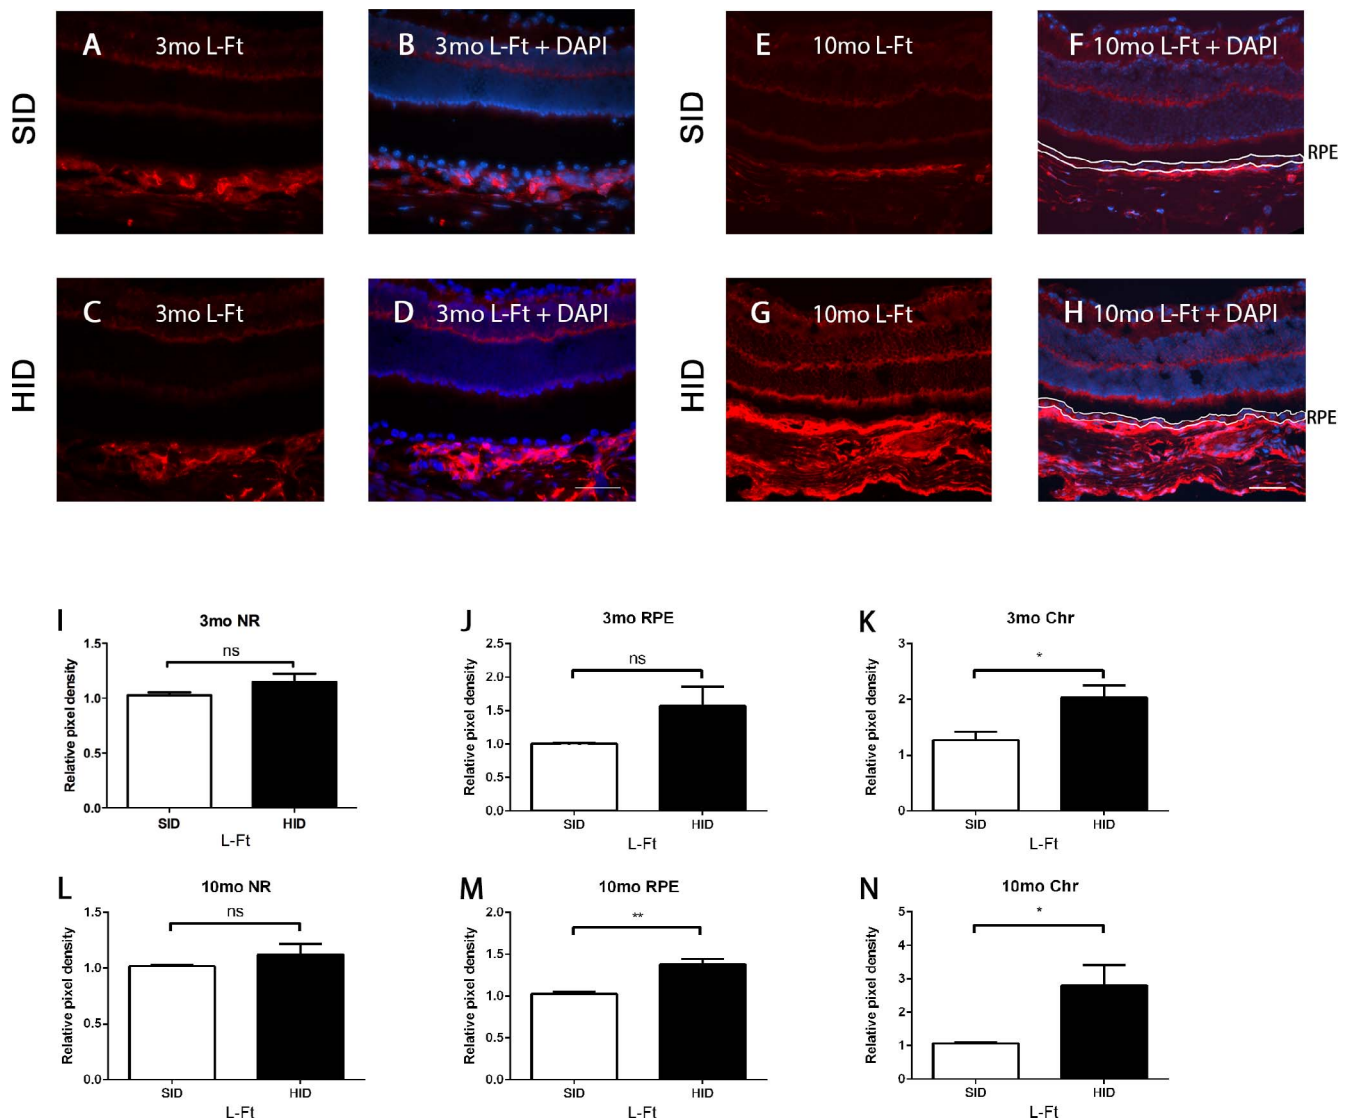 SID
A 3mo L-Ft
B 3mo L-Ft + DAPI
SID
E 10mo L-Ft
F 10mo L-Ft + DAPI
RPE
HID
C 3mo L-Ft
D 3mo L-Ft + DAPI
HID
G 10mo L-Ft
H 10mo L-Ft + DAPI
RPE
I
3mo NR
Relative pixel density
1.5
1.0
0.5
0.0
ns
SID HID
L-Ft
J
3mo RPE
Relative pixel density
2.5
2.0
1.5
1.0
0.5
0.0
ns
SID HID
L-Ft
K
3mo Chr
Relative pixel density
3
2
1
0
*
SID HID
L-Ft
L
10mo NR
Relative pixel density
1.5
1.0
0.5
0.0
ns
SID HID
L-Ft
M
10mo RPE
Relative pixel density
2.0
1.5
1.0
0.5
0.0
**
SID HID
L-Ft
N
10mo Chr
Relative pixel density
5
4
3
2
1
0
*
SID HID
L-Ft